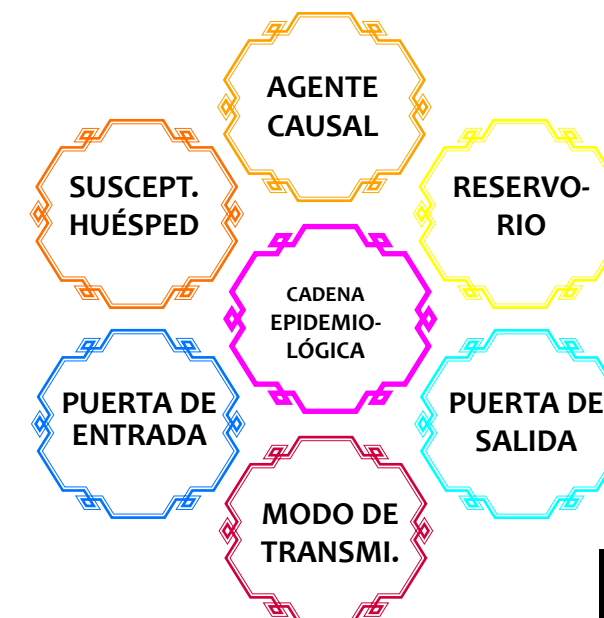 AGENTE
CAUSAL
SUSCEPT.
HUÉSPED
RESERVO-
RIO
CADENA
EPIDEMIO-
LÓGICA
PUERTA DE
ENTRADA
PUERTA DE
SALIDA
MODO DE
TRANSMI.